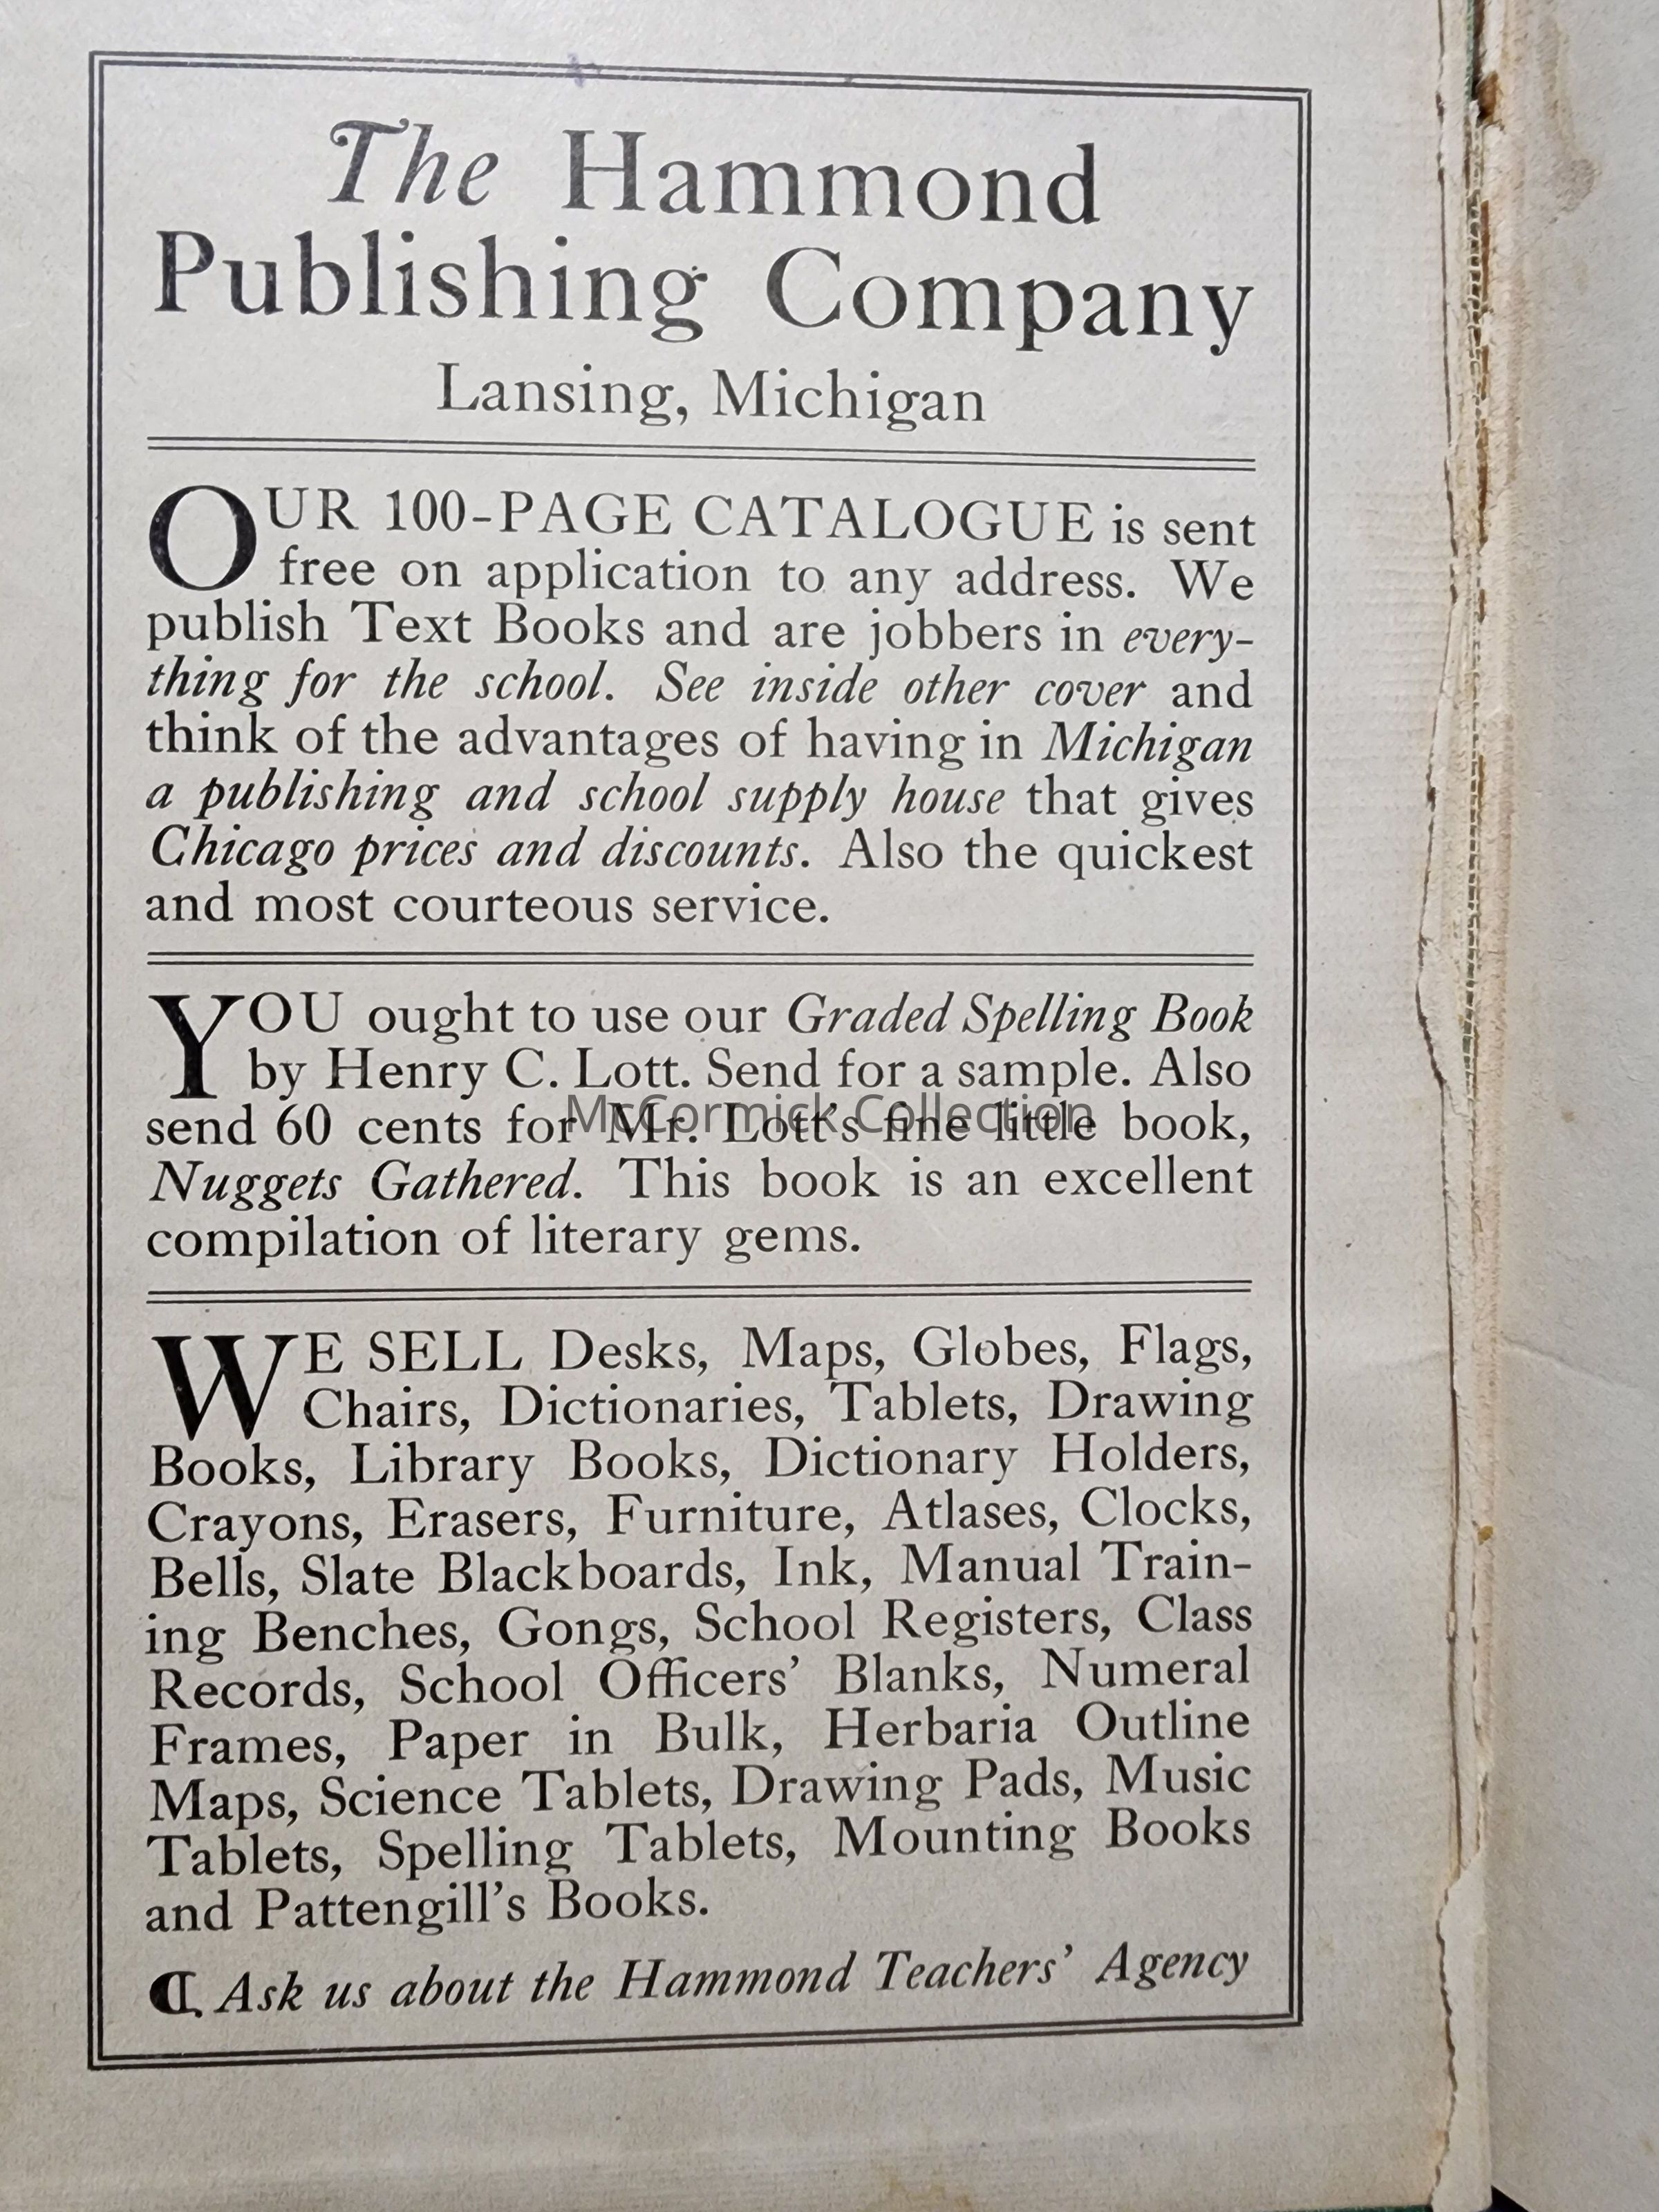 The Hammond
Publishing Company
Lansing, Michigan
OUR 100-PAGE CATALOGUE is sent
free on application to any address. We
publish Text Books and are jobbers in every-
thing for the school. See inside other cover and
think of the advantages of having in Michigan
a publishing and school supply house that gives
Chicago prices and discounts. Also the quickest
and most courteous service.
YOU ought to use our Graded Spelling Book
by Henry C. Lott. Send for a sample. Also
send 60 cents for Mr. Lott's fine little book,
McCormick Collection
Nuggets Gathered. This book is an excellent
compilation of literary gems.
WE SELL Desks, Maps, Globes, Flags,
Chairs, Dictionaries, Tablets, Drawing
Books, Library Books, Dictionary Holders,
Crayons, Erasers, Furniture, Atlases, Clocks,
Bells, Slate Blackboards, Ink, Manual Train-
ing Benches, Gongs, School Registers, Class
Records, School Officers' Blanks, Numeral
Frames, Paper in Bulk, Herbaria Outline
Maps, Science Tablets, Drawing Pads, Music
Tablets, Spelling Tablets, Mounting Books
and Pattengill's Books.
¶ Ask us about the Hammond Teachers' Agency